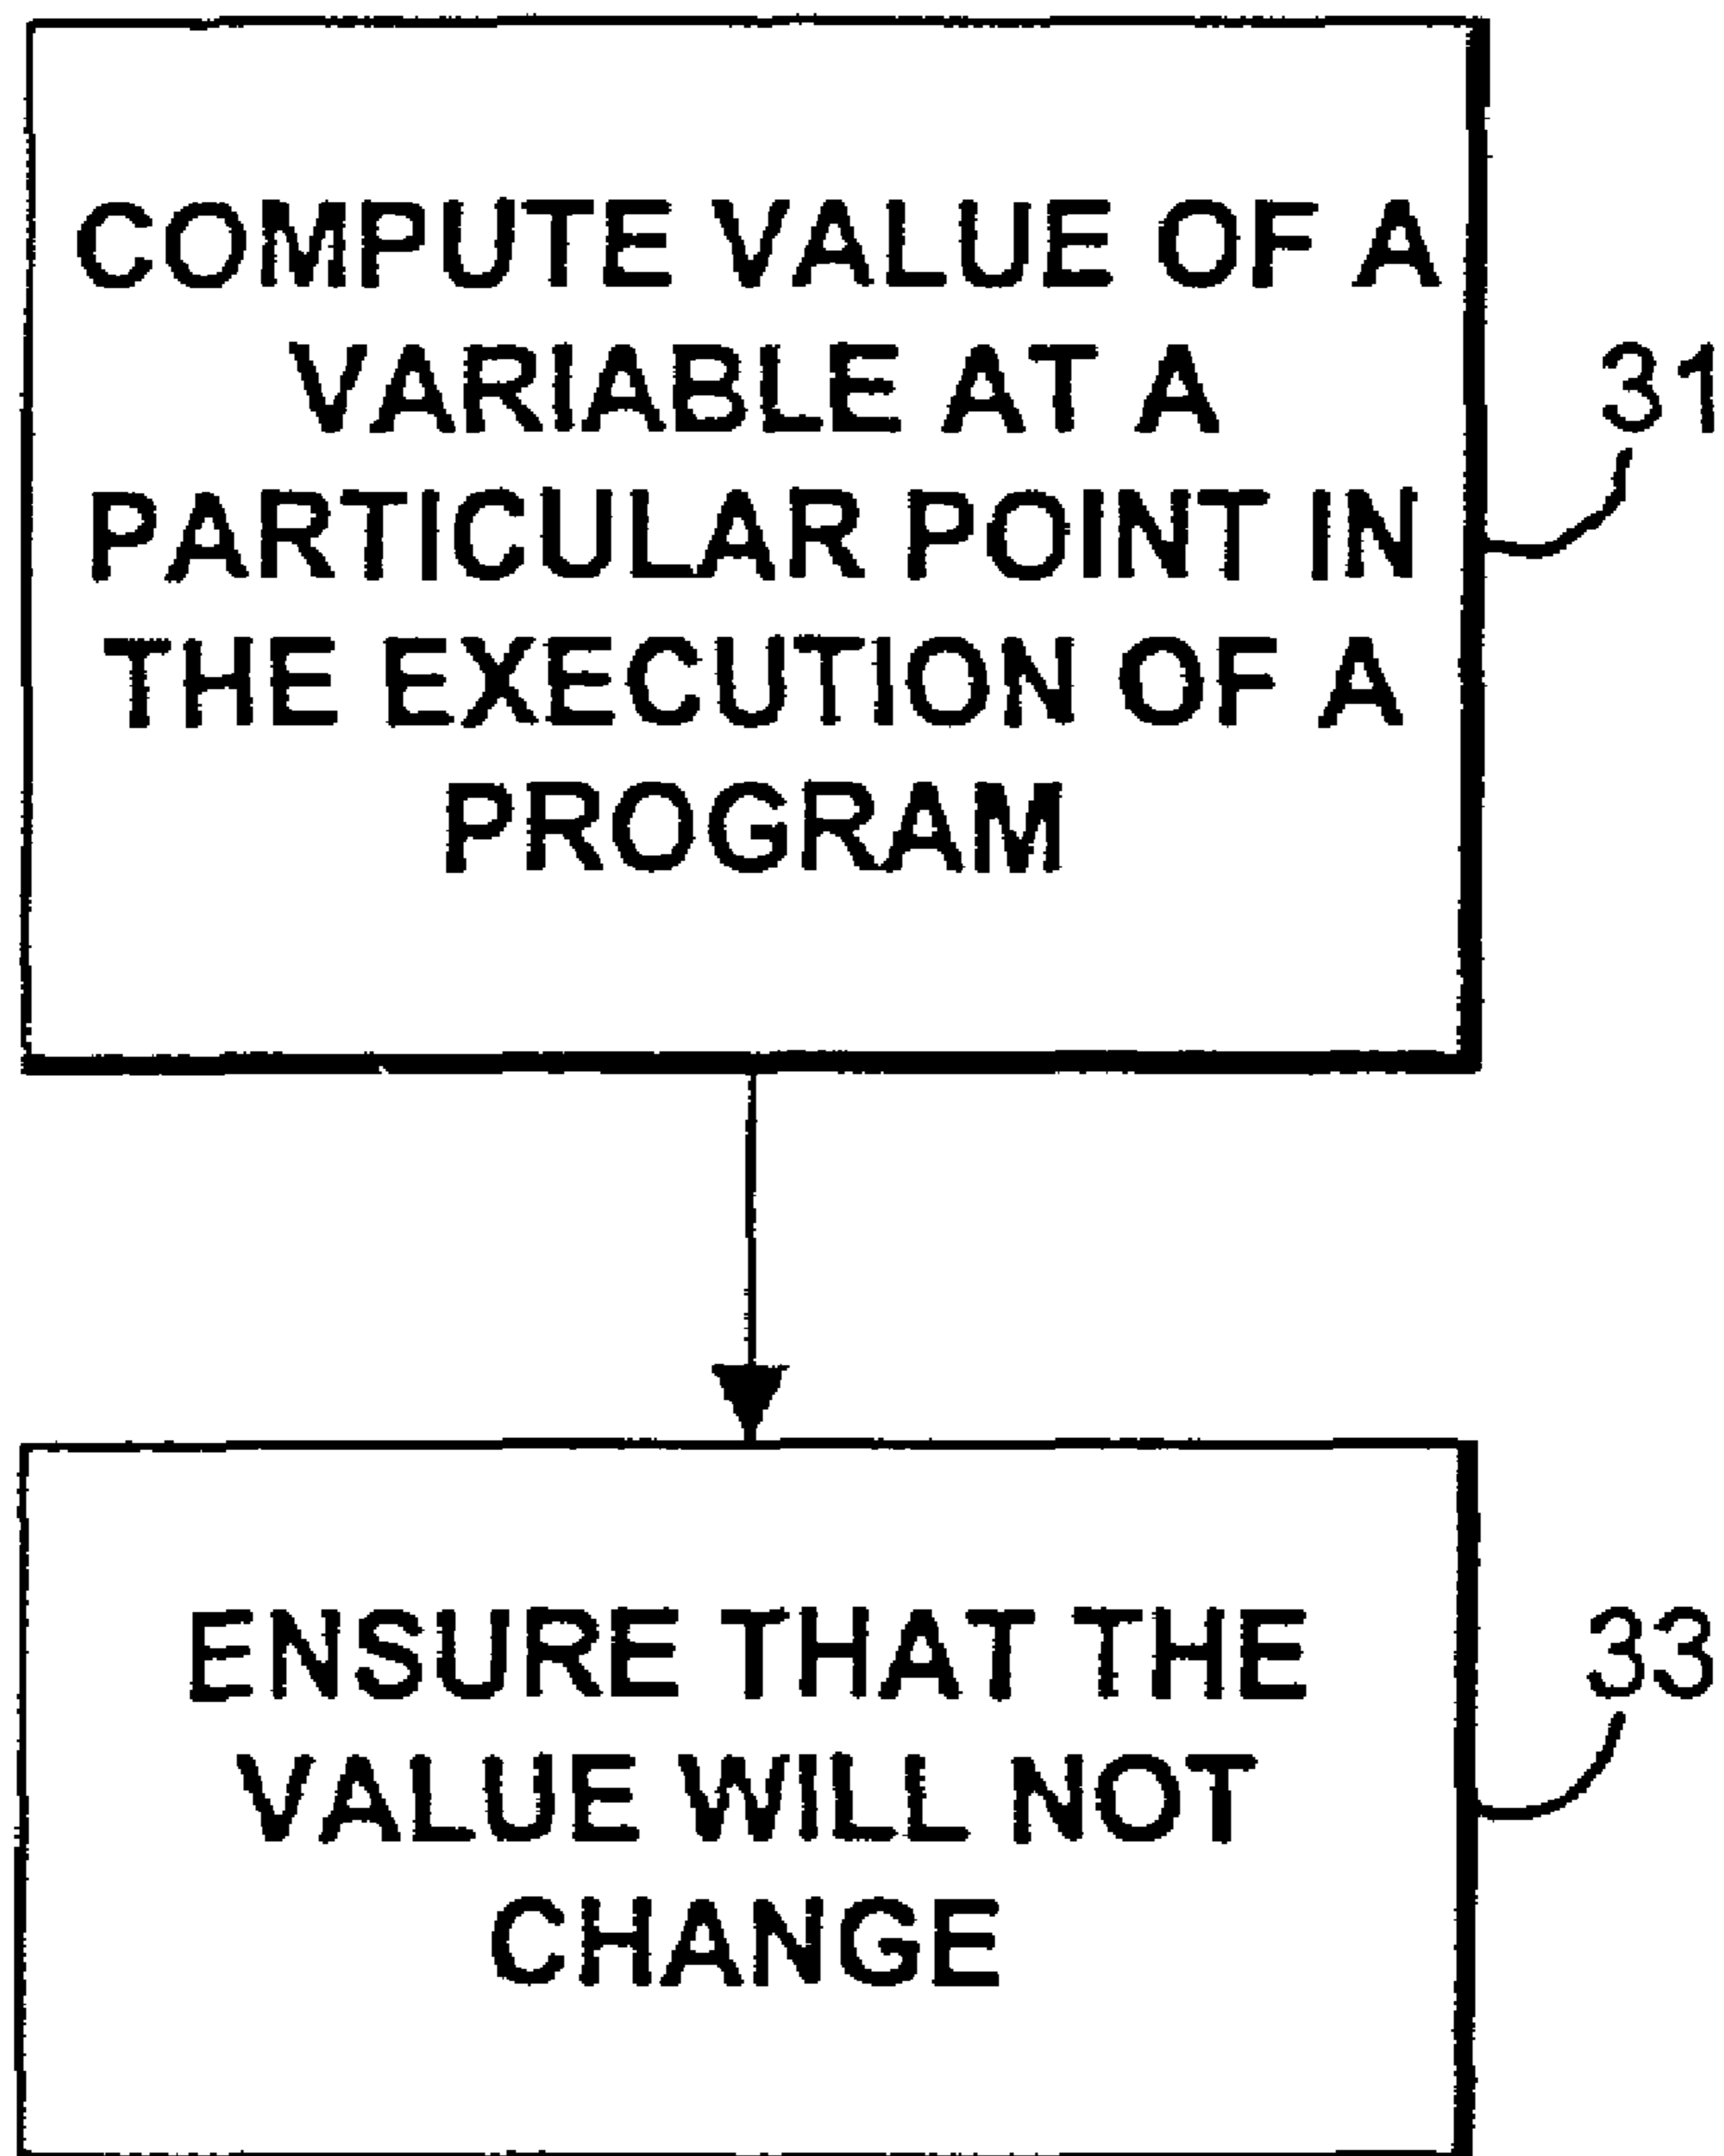 COMPUTE VALUE OF A
VARIABLE AT A
PARTICULAR POINT IN
THE EXECUTION OF A
PROGRAM
31
ENSURE THAT THE
VALUE WILL NOT
CHANGE
33